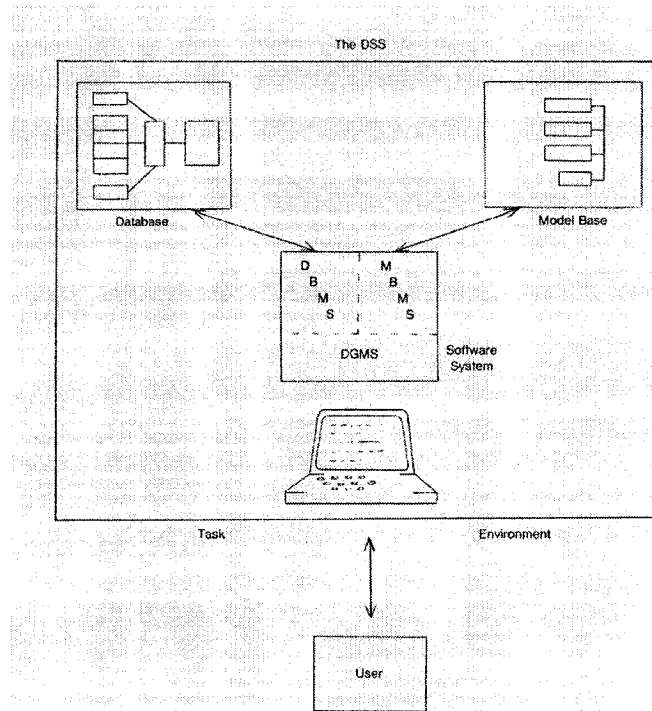 The DSS
Database
Model Base
D M
B B
M M
S S
DGMS
Software
System
Task
Environment
User